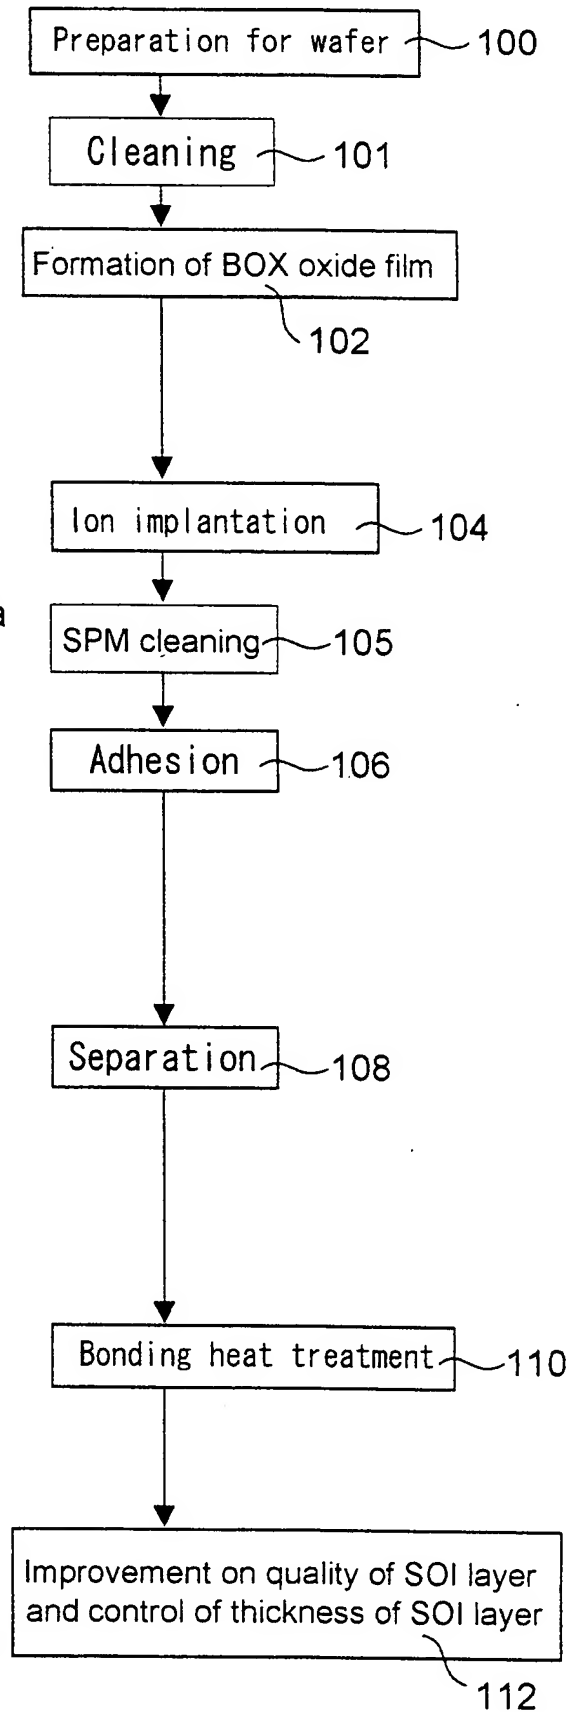 Preparation for wafer 100
Cleaning 101
Formation of BOX oxide film
102
Ion implantation 104
a
SPM cleaning 105
Adhesion 106
Separation 108
Bonding heat treatment 110
Improvement on quality of SOI layer
and control of thickness of SOI layer
112